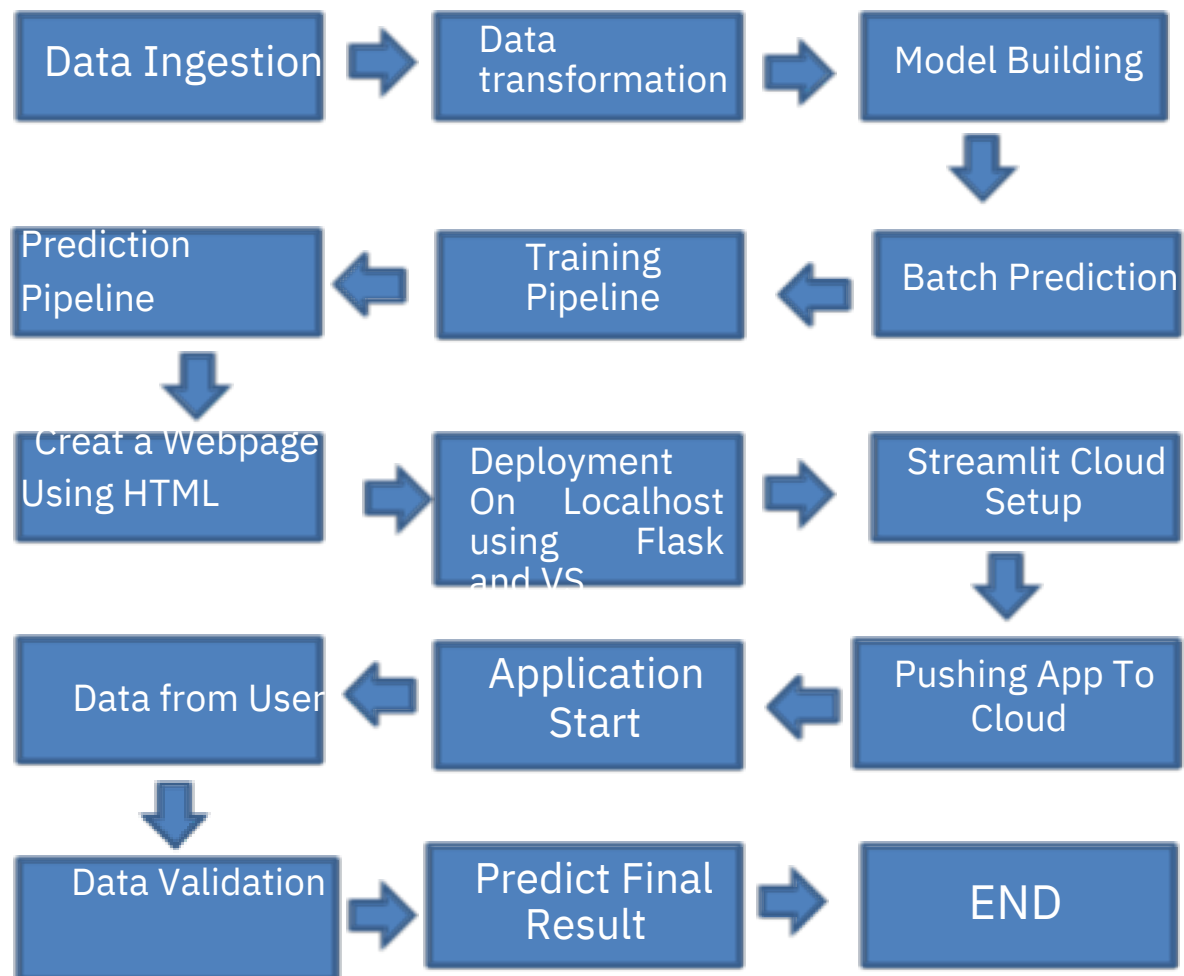 Data Ingestion
Data
transformation
Model Building
Batch Prediction
Training
Pipeline
Prediction
Pipeline
Creat a Webpage
Using HTML
Deployment
On Localhost
using Flask
and VS
Streamlit Cloud
Setup
Pushing App To
Cloud
Application
Start
Data from User
Data Validation
Predict Final
Result
END